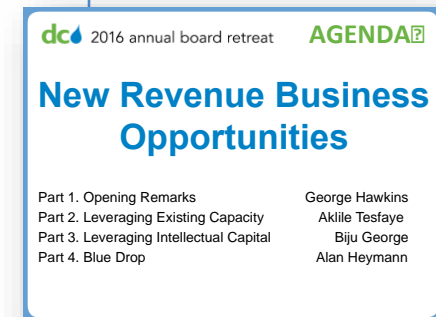 dc 2016 annual board retreat AGENDA
New Revenue Business
Opportunities
Part 1. Opening Remarks George Hawkins
Part 2. Leveraging Existing Capacity Aklile Tesfaye
Part 3. Leveraging Intellectual Capital Biju George
Part 4. Blue Drop Alan Heymann